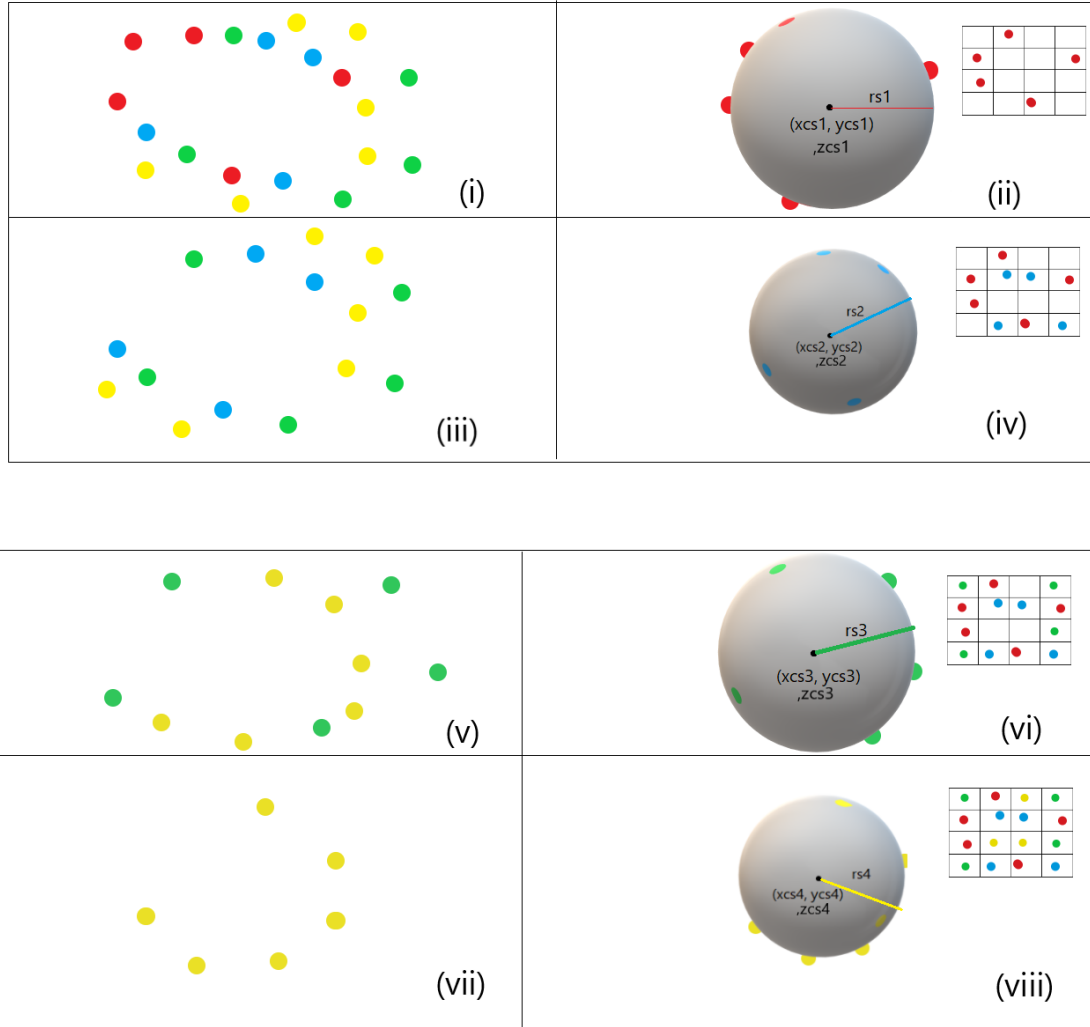 (i)
rs1
(xcs1, ycs1)
,zcs1
(ii)
(iii)
rs2
(xcs2, ycs2)
,zcs2
(iv)
(v)
rs3
(xcs3, ycs3)
,zcs3
(vi)
(vii)
rs4
(xcs4, ycs4)
,zcs4
(viii)